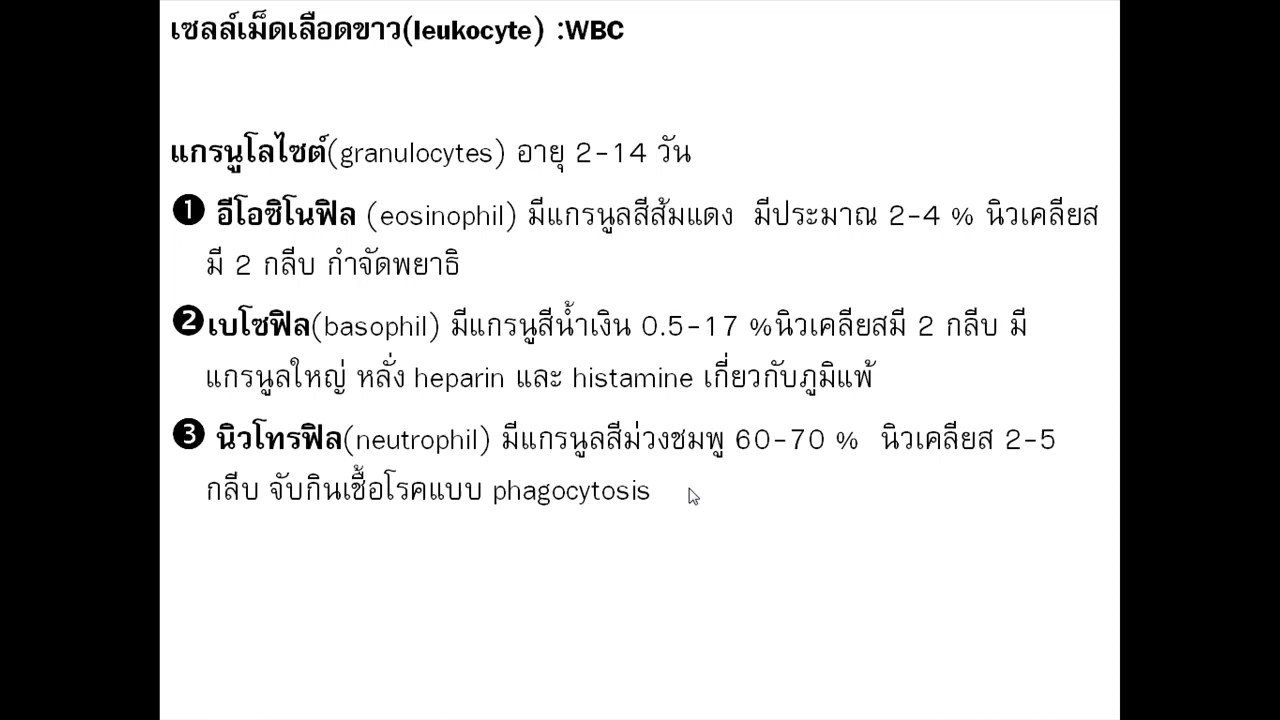 เซลล์เม็ดเลือดขาว(leukocyte) :WBC
แกรนูโลไซต์(granulocytes) อายุ 2-14 วัน
❶ อีโอซิโนฟิล (eosinophil) มีแกรนูลสีส้มแดง มีประมาณ 2-4 % นิวเคลียส
มี 2 กลีบ กำจัดพยาธิ
❷เบโซฟิล(basophil) มีแกรนูสีน้ำเงิน 0.5-17 %นิวเคลียสมี 2 กลีบ มี
แกรนูลใหญ่ หลั่ง heparin และ histamine เกี่ยวกับภูมิแพ้
❸ นิวโทรฟิล(neutrophil) มีแกรนูลสีม่วงชมพู 60-70 % นิวเคลียส 2-5
กลีบ จับกินเชื้อโรคแบบ phagocytosis